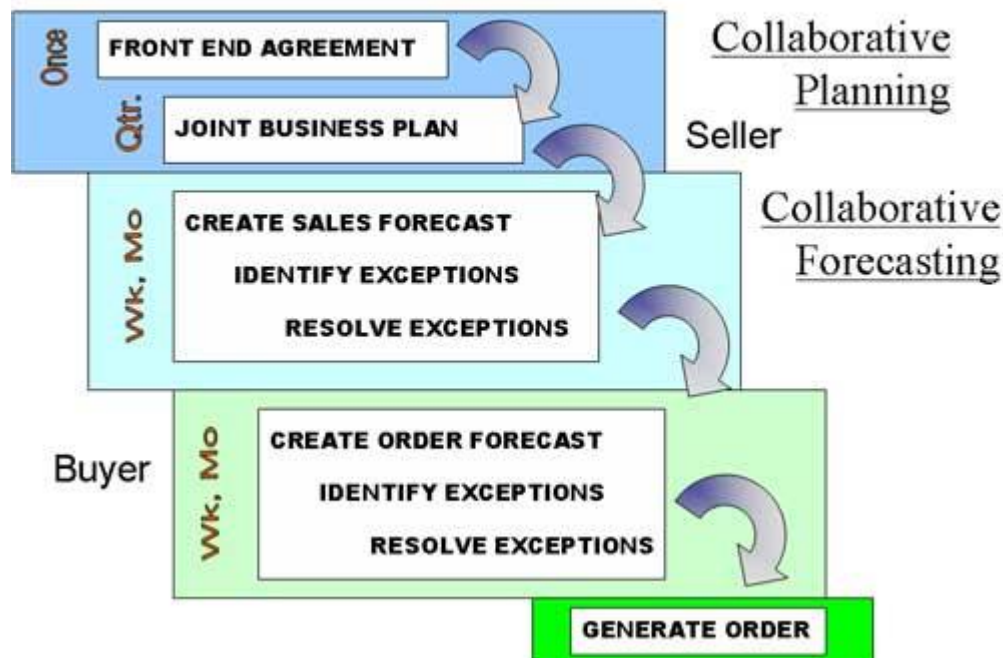 Once
FRONT END AGREEMENT
Collaborative
Planning
Qtr.
JOINT BUSINESS PLAN
Seller
Wk, Mo
CREATE SALES FORECAST
IDENTIFY EXCEPTIONS
RESOLVE EXCEPTIONS
Collaborative
Forecasting
Buyer
Wk, Mo
CREATE ORDER FORECAST
IDENTIFY EXCEPTIONS
RESOLVE EXCEPTIONS
GENERATE ORDER